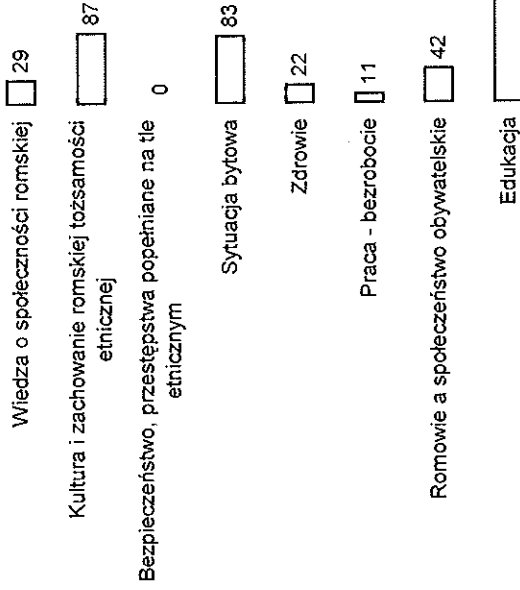 Wiedza o społeczności romskiej 29
Kultura i zachowanie romskiej tożsamości 87
etnicznej
Bezpieczeństwo, przestępstwa popełniane na tle 0
etnicznym
Sytuacja bytowa 83
Zdrowie 22
Praca - bezrobocie 11
Romowie a społeczeństwo obywatelskie 42
Edukacja